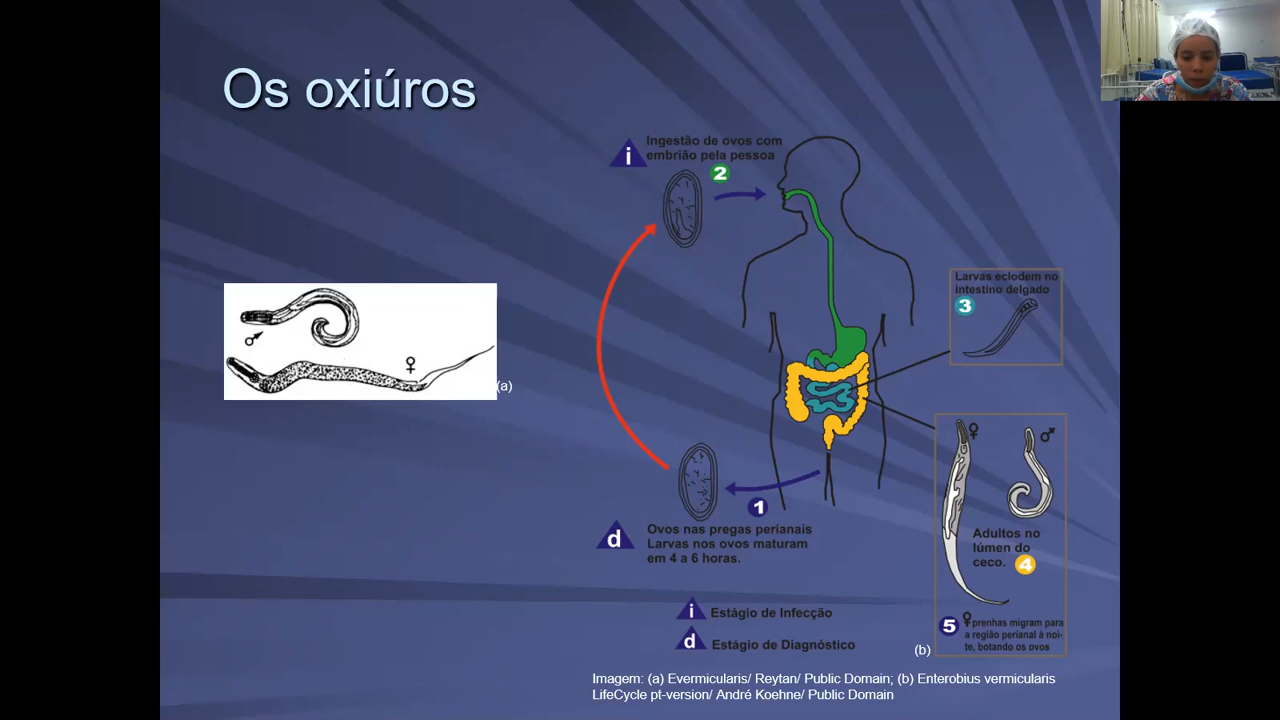 Os oxiúros
i
Ingestão de ovos com
embrião pela pessoa
2
Larvas eclodem no
intestino delgado
3
(a)
♂
♀
♀
♂
Adultos no
lúmen do
ceco. 4
1
d
Ovos nas pregas perianais
Larvas nos ovos maturam
em 4 a 6 horas.
5 ♀ prenhas migram para
a região perianal à noi-
te, botando os ovos
i Estágio de Infecção
d Estágio de Diagnóstico
(b)
Imagem: (a) Evermicularis/ Reytan/ Public Domain; (b) Enterobius vermicularis
LifeCycle pt-version/ André Koehne/ Public Domain